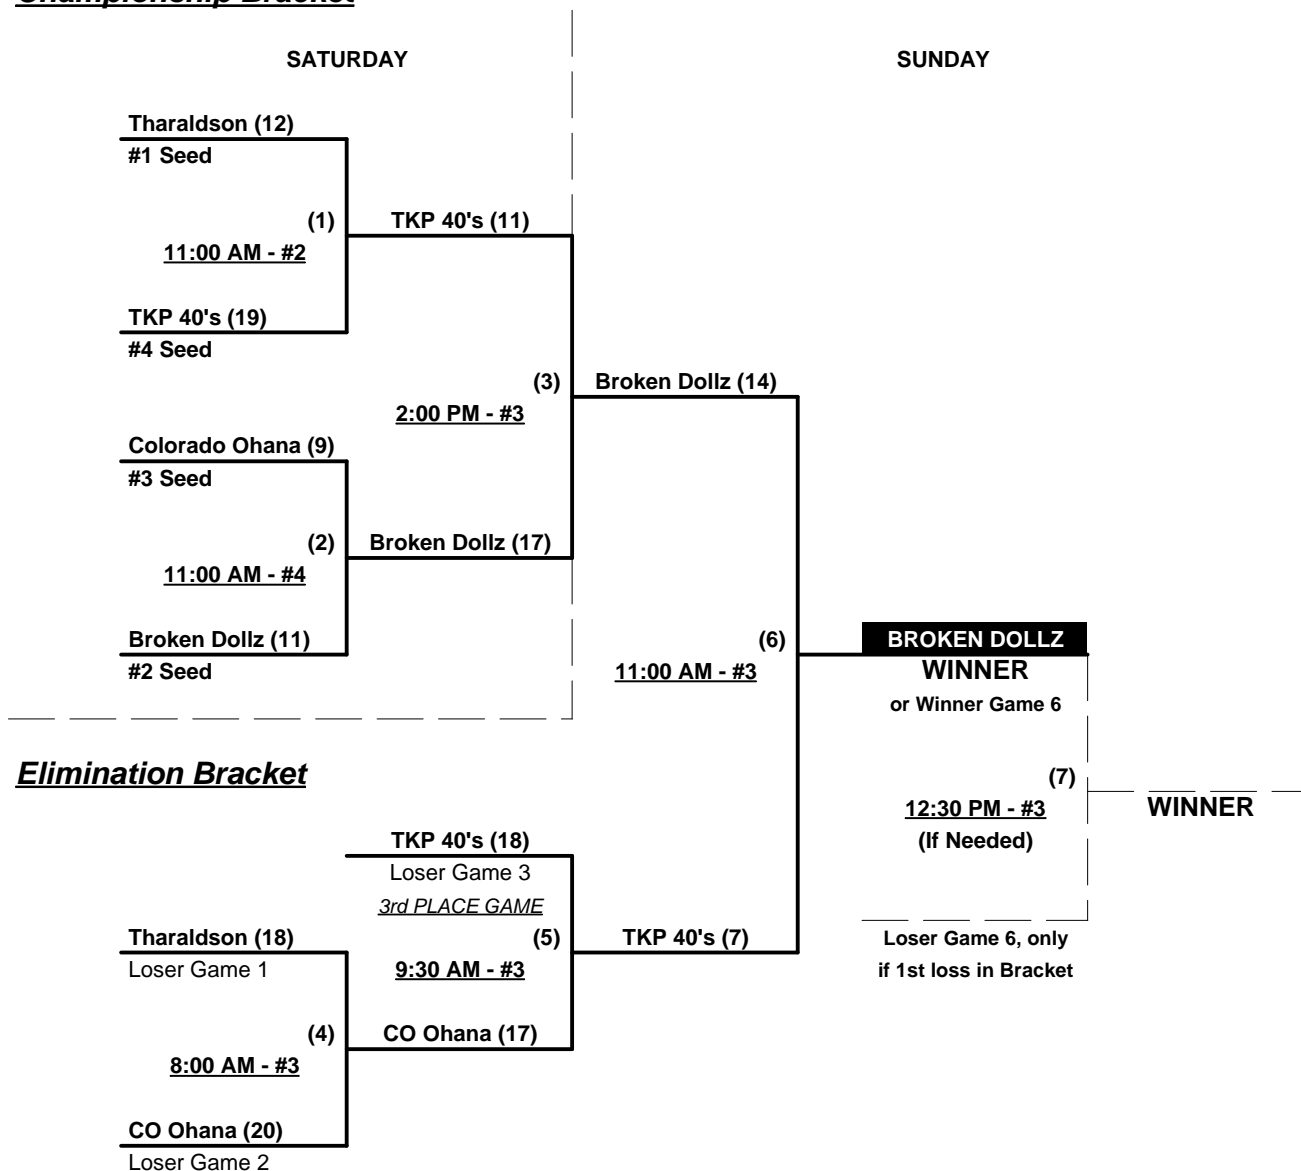 Championship Bracket
SATURDAY
SUNDAY
Tharaldson (12)
#1 Seed
(1)
TKP 40's (11)
11:00 AM - #2
TKP 40's (19)
#4 Seed
(3)
Broken Dollz (14)
2:00 PM - #3
Colorado Ohana (9)
#3 Seed
(2)
Broken Dollz (17)
11:00 AM - #4
Broken Dollz (11)
#2 Seed
(6)
BROKEN DOLLZ
11:00 AM - #3
WINNER
or Winner Game 6
Elimination Bracket
(7)
12:30 PM - #3
WINNER
(If Needed)
TKP 40's (18)
Loser Game 3
3rd PLACE GAME
Tharaldson (18)
Loser Game 1
(5)
TKP 40's (7)
9:30 AM - #3
Loser Game 6, only
if 1st loss in Bracket
(4)
CO Ohana (17)
8:00 AM - #3
CO Ohana (20)
Loser Game 2